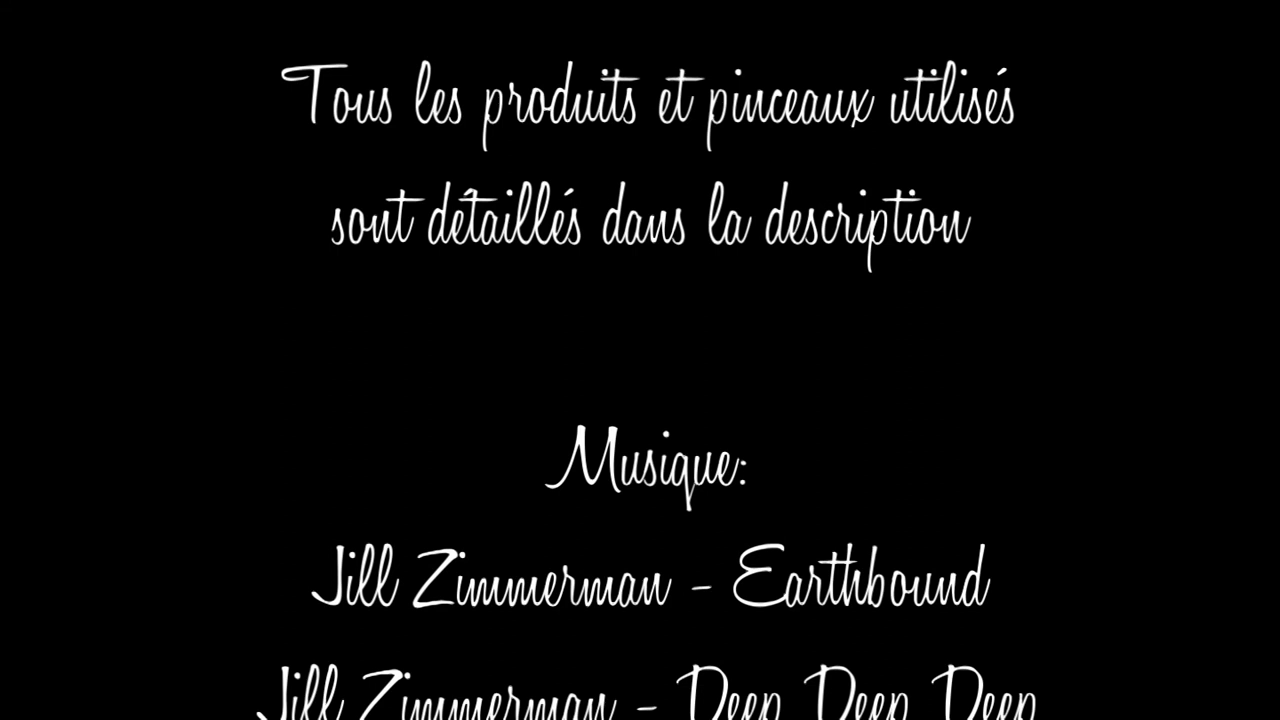 Tous les produits et pinceaux utilisés
sont détaillés dans la description
Musique:
Jill Zimmerman - Earthbound
Jill Zimmerman - Deep Deep Deep